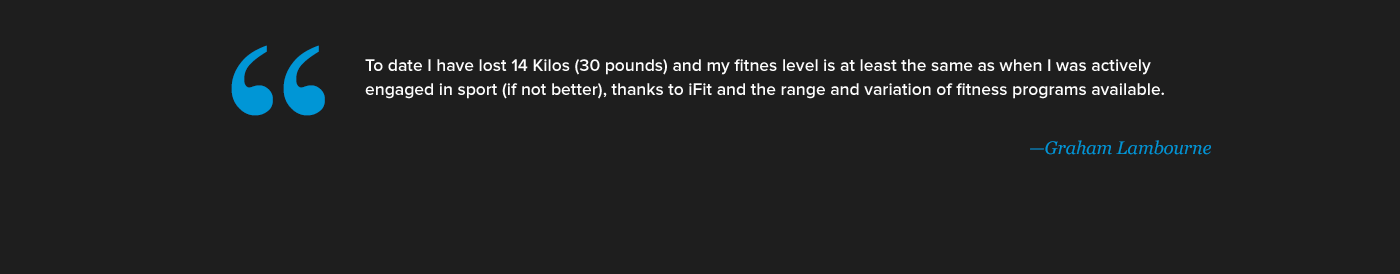 To date I have lost 14 Kilos (30 pounds) and my fitnes level is at least the same as when I was actively
engaged in sport (if not better), thanks to iFit and the range and variation of fitness programs available.
—Graham Lambourne